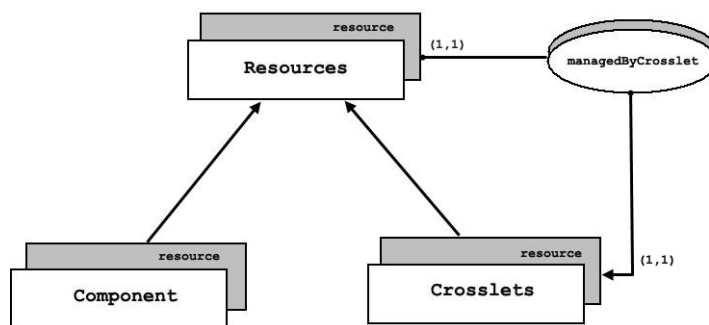 resource
(1,1)
Resources
managedByCrosslet
resource
resource
(1,1)
Component
Crosslets